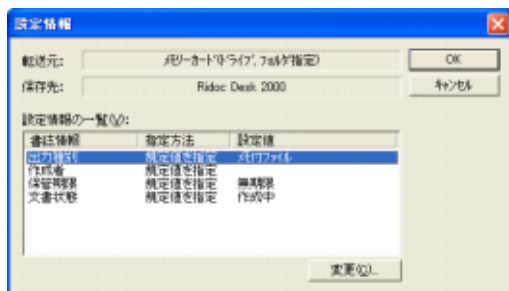 設定情報
転送元: メモリーカード(ドライブ, フォルダ指定) OK
保存先: Ridoc Desk 2000 キャンセル
設定情報の一覧(V):
書誌情報 指定方法 設定値
出力種別 規定値を指定 メモリファイル
作成者 規定値を指定
保管期限 規定値を指定 無期限
文書状態 規定値を指定 作成中
変更(Q)...